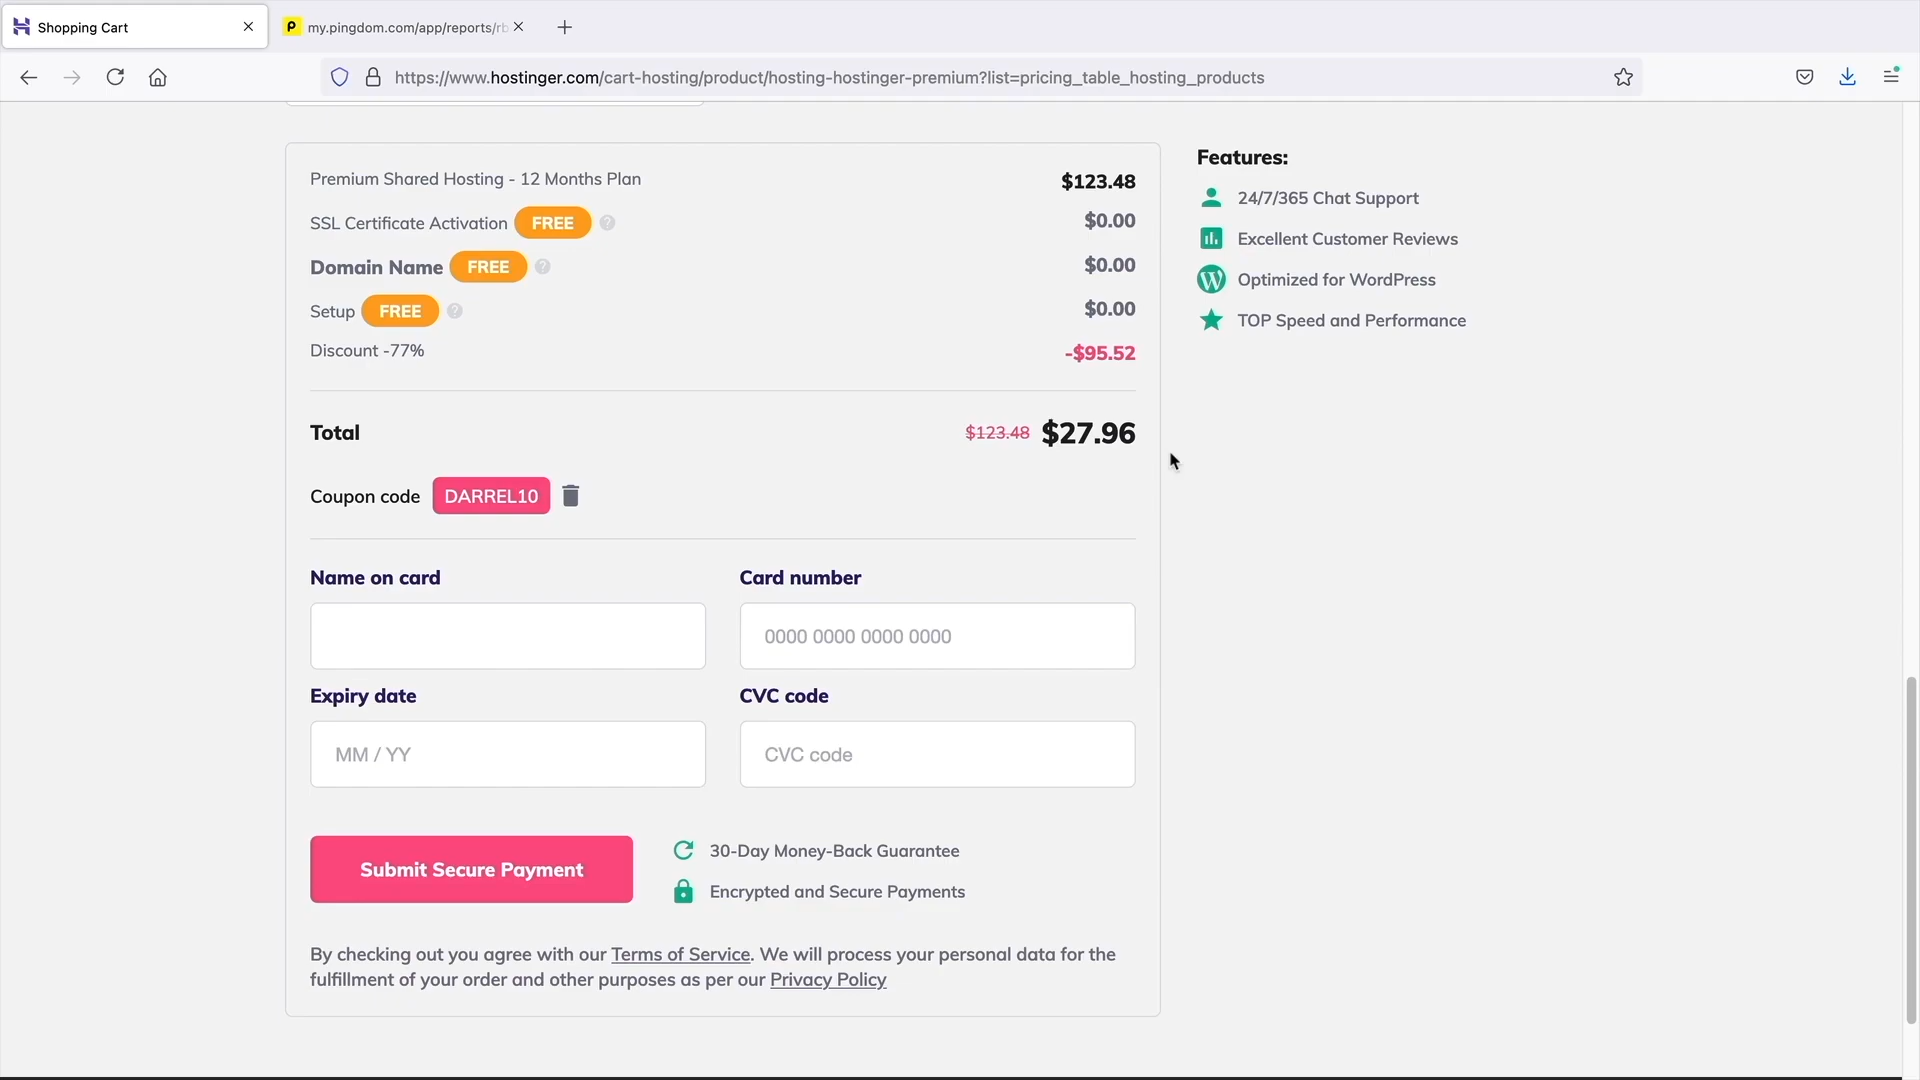 Shopping Cart
my.pingdom.com/app/reports/rb
https://www.hostinger.com/cart-hosting/product/hosting-hostinger-premium?list=pricing_table_hosting_products
Premium Shared Hosting - 12 Months Plan $123.48
SSL Certificate Activation FREE ? $0.00
Domain Name FREE ? $0.00
Setup FREE ? $0.00
Discount -77% -$95.52
Total $123.48 $27.96
Coupon code DARREL10
Name on card Card number
0000 0000 0000 0000
Expiry date CVC code
MM / YY CVC code
Submit Secure Payment
30-Day Money-Back Guarantee
Encrypted and Secure Payments
By checking out you agree with our Terms of Service. We will process your personal data for the
fulfillment of your order and other purposes as per our Privacy Policy
Features:
24/7/365 Chat Support
Excellent Customer Reviews
Optimized for WordPress
TOP Speed and Performance